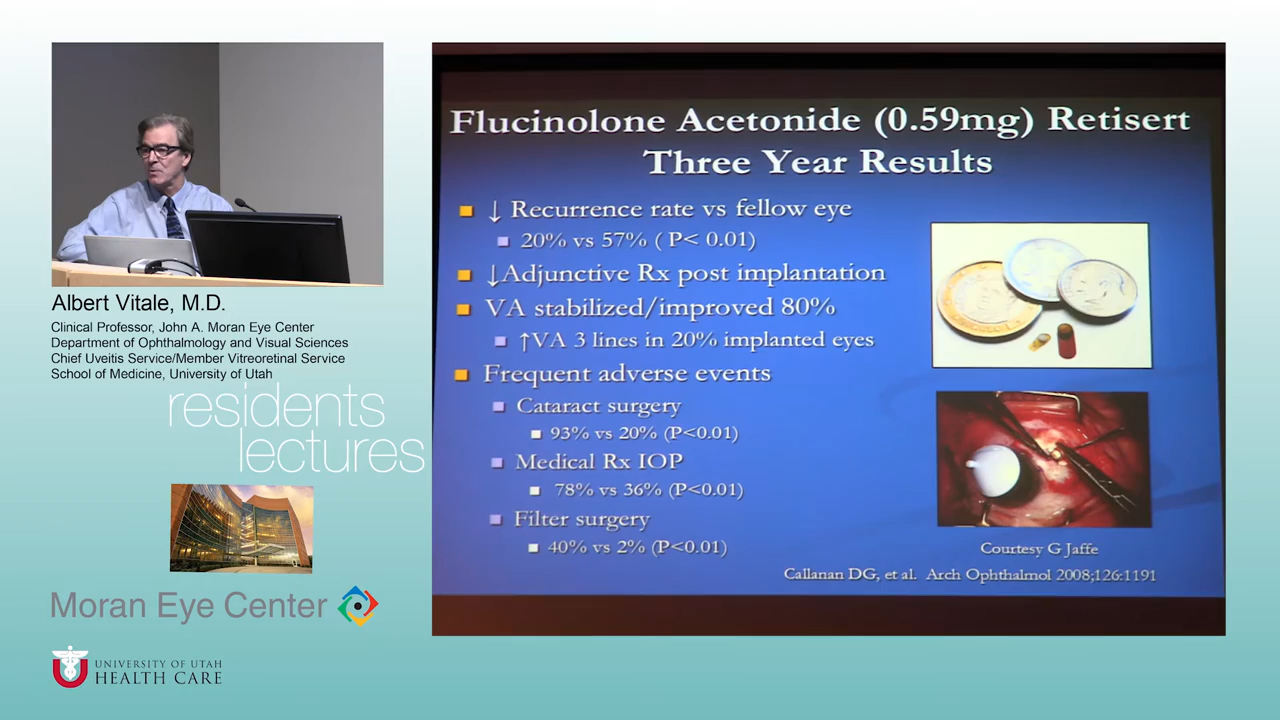 Albert Vitale, M.D.
Clinical Professor, John A. Moran Eye Center
Department of Ophthalmology and Visual Sciences
Chief Uveitis Service/Member Vitreoretinal Service
School of Medicine, University of Utah
residents
lectures
Moran Eye Center
UNIVERSITY OF UTAH
HEALTH CARE
Flucinolone Acetonide (0.59mg) Retisert
Three Year Results
↓ Recurrence rate vs fellow eye
20% vs 57% ( P< 0.01)
↓Adjunctive Rx post implantation
VA stabilized/improved 80%
↑VA 3 lines in 20% implanted eyes
Frequent adverse events
Cataract surgery
93% vs 20% (P<0.01)
Medical Rx IOP
78% vs 36% (P<0.01)
Filter surgery
40% vs 2% (P<0.01)
Courtesy G Jaffe
Callanan DG, et al. Arch Ophthalmol 2008;126:1191